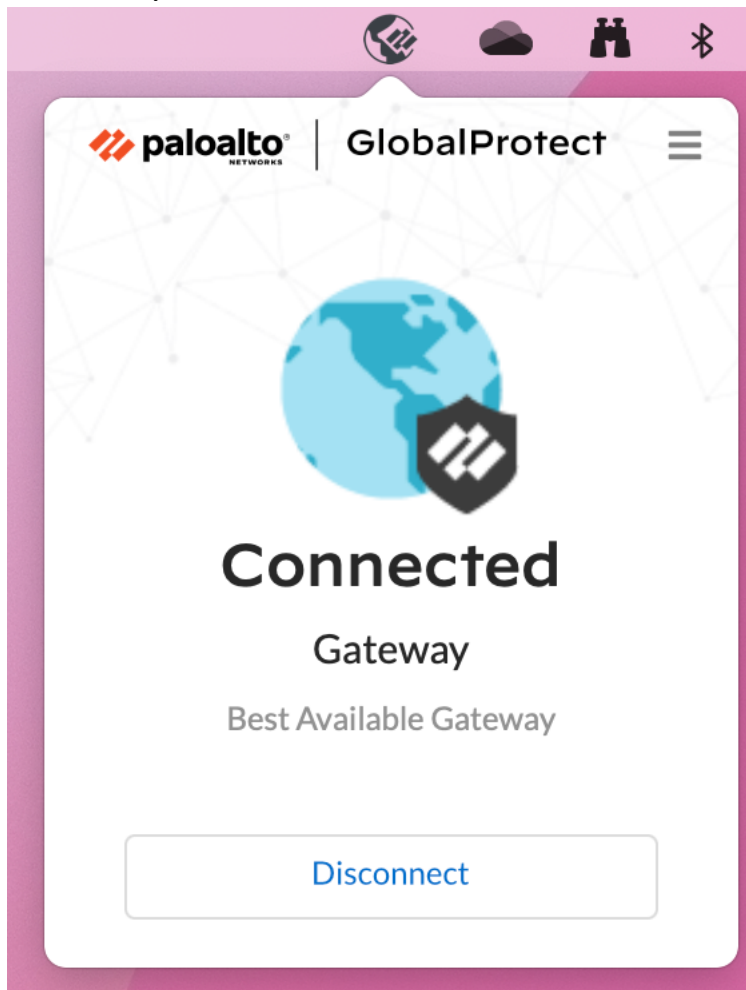 paloalto®
NETWORKS
GlobalProtect
Connected
Gateway
Best Available Gateway
Disconnect